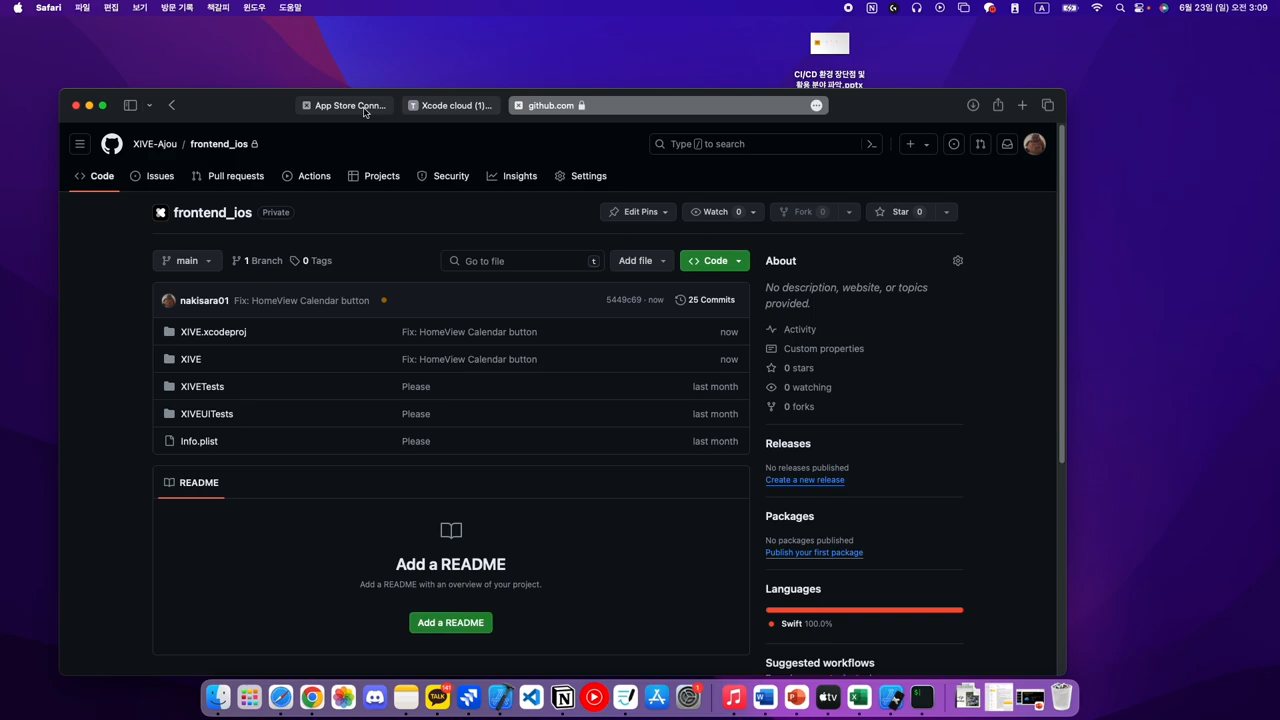 Safari 파일 편집 보기 방문 기록 책갈피 윈도우 도움말 A 6월 23일 (일) 오전 3:09
CI/CD 환경 장단점 및
활용 분야 파악.pptx
App Store Conn... Xcode cloud (1)... github.com
XIVE-Ajou / frontend_ios Type / to search
Code Issues Pull requests Actions Projects Security Insights Settings
frontend_ios Private Edit Pins Watch 0 Fork 0 Star 0
main 1 Branch 0 Tags Go to file t Add file Code
nakisara01 Fix: HomeView Calendar button 5449c69 · now 25 Commits
XIVE.xcodeproj Fix: HomeView Calendar button now
XIVE Fix: HomeView Calendar button now
XIVETests Please last month
XIVEUITests Please last month
Info.plist Please last month
README
Add a README
Add a README with an overview of your project.
Add a README
About
No description, website, or topics
provided.
Activity
Custom properties
0 stars
0 watching
0 forks
Releases
No releases published
Create a new release
Packages
No packages published
Publish your first package
Languages
Swift 100.0%
Suggested workflows
TALK